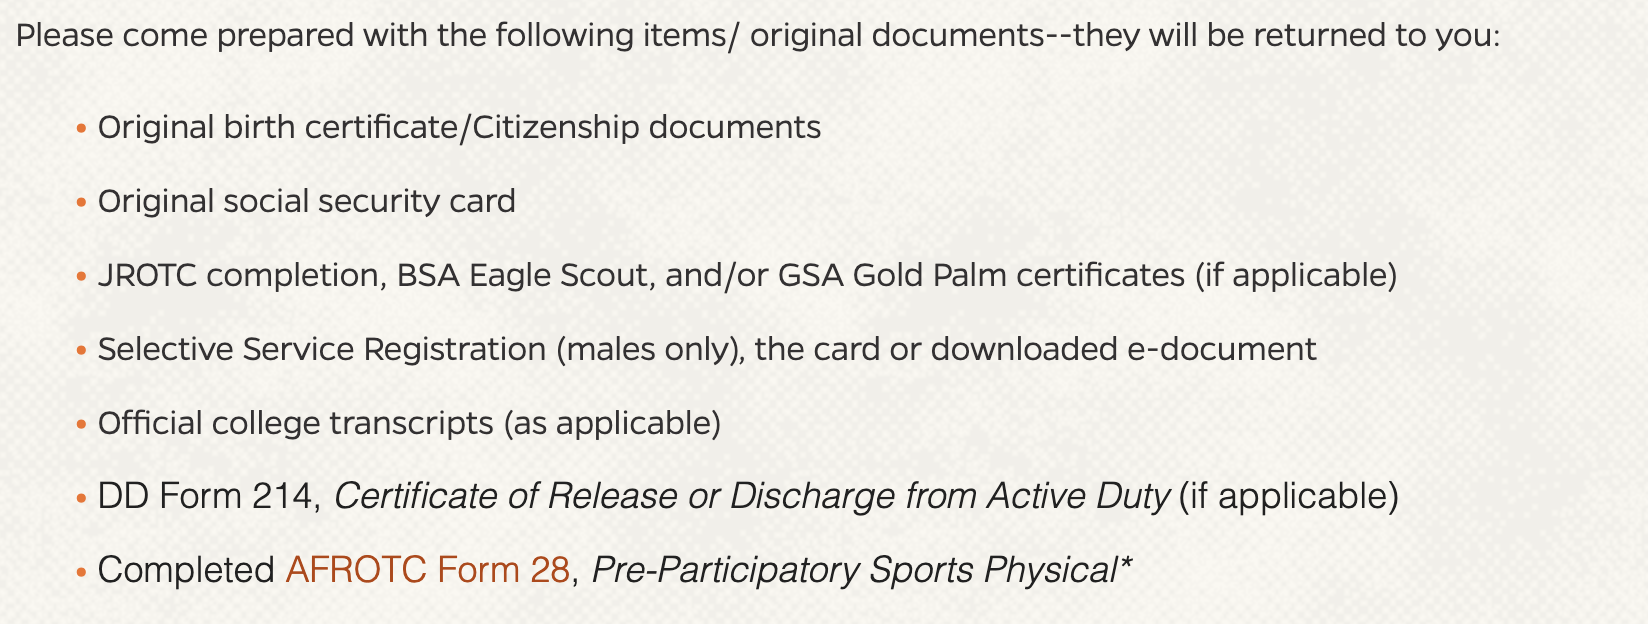 Please come prepared with the following items/ original documents--they will be returned to you:
• Original birth certificate/Citizenship documents
• Original social security card
• JROTC completion, BSA Eagle Scout, and/or GSA Gold Palm certificates (if applicable)
• Selective Service Registration (males only), the card or downloaded e-document
• Official college transcripts (as applicable)
• DD Form 214, Certificate of Release or Discharge from Active Duty (if applicable)
• Completed AFROTC Form 28, Pre-Participatory Sports Physical*